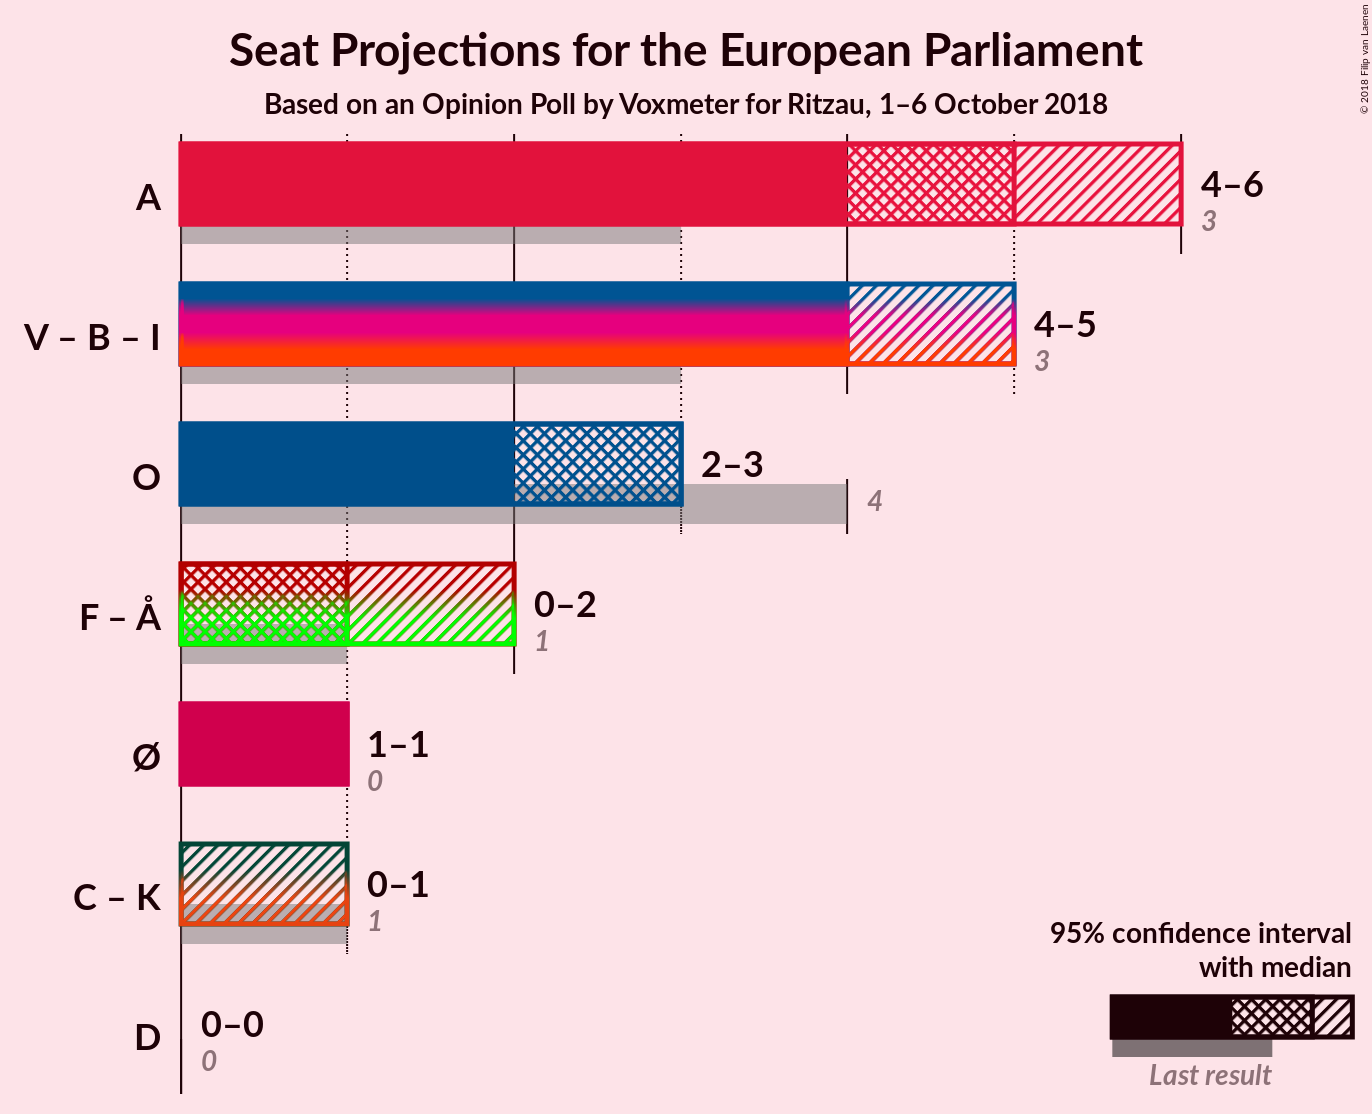 Seat Projections for the European Parliament
Based on an Opinion Poll by Voxmeter for Ritzau, 1–6 October 2018
© 2018 Filip van Laenen
A
4–6
3
V – B – I
4–5
3
O
2–3
4
F – Å
0–2
1
Ø
1–1
0
C – K
0–1
1
D
0–0
0
95% confidence interval
with median
Last result